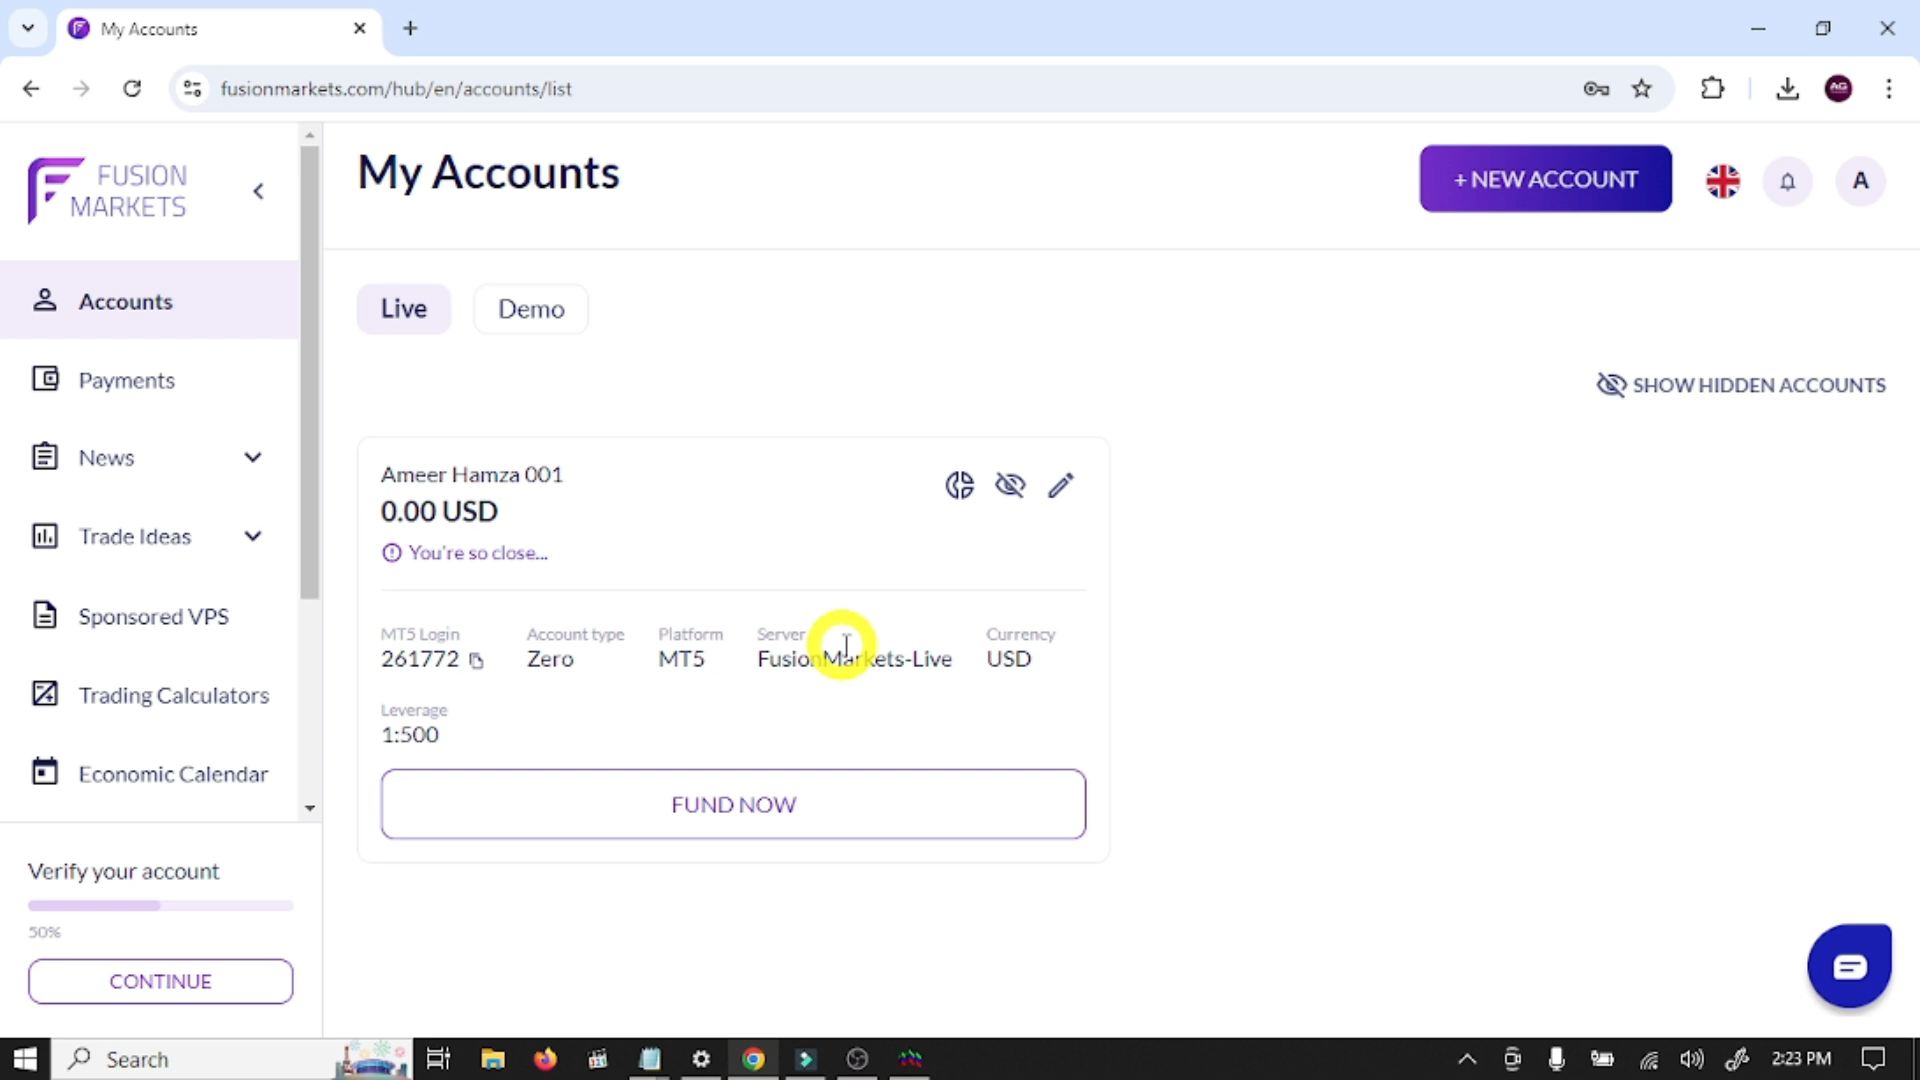 My Accounts
fusionmarkets.com/hub/en/accounts/list
AG
FUSION
MARKETS
My Accounts
+ NEW ACCOUNT
A
Accounts
Payments
News
Trade Ideas
Sponsored VPS
Trading Calculators
Economic Calendar
Live
Demo
SHOW HIDDEN ACCOUNTS
Ameer Hamza 001
0.00 USD
You're so close...
MT5 Login
261772
Account type
Zero
Platform
MT5
Server
FusionMarkets-Live
Currency
USD
Leverage
1:500
FUND NOW
Verify your account
50%
CONTINUE
Search
2:23 PM